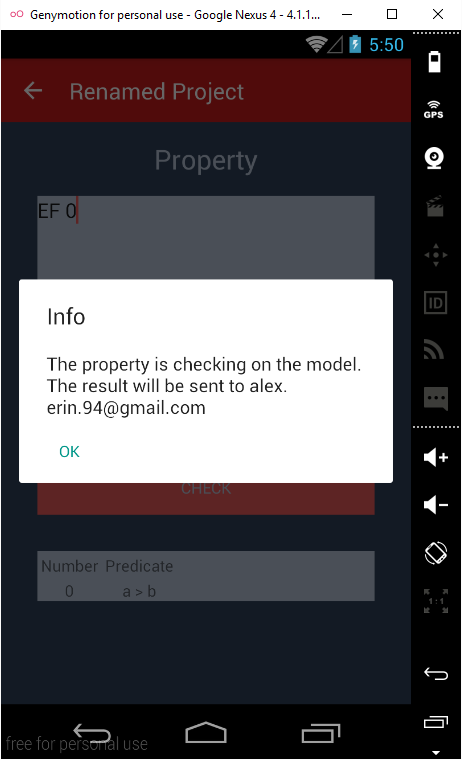 Genymotion for personal use - Google Nexus 4 - 4.1.1...
5:50
Renamed Project
GPS
Property
EF 0
ID
Info
The property is checking on the model.
The result will be sent to alex.
erin.94@gmail.com
OK
CHECK
Number Predicate
0 a > b
1:1
free for personal use